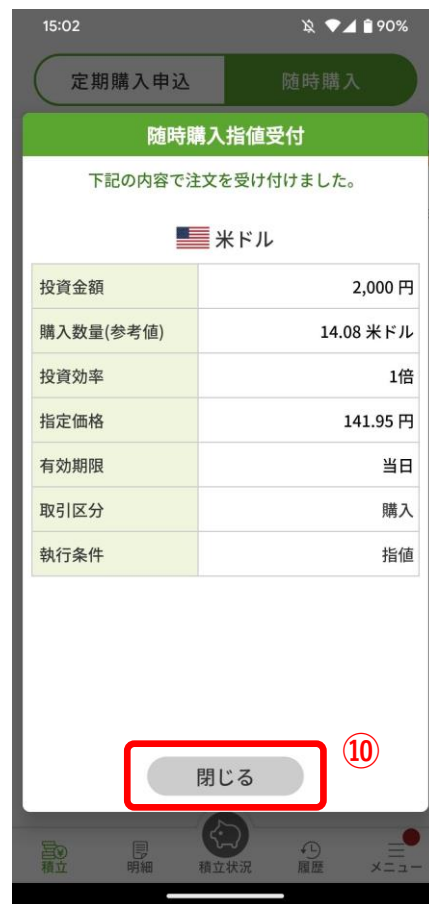 15:02 90%
定期購入申込 随時購入
随時購入指値受付
下記の内容で注文を受け付けました。
米ドル
投資金額 2,000 円
購入数量(参考値) 14.08 米ドル
投資効率 1倍
指定価格 141.95 円
有効期限 当日
取引区分 購入
執行条件 指値
⑩
閉じる
積立 明細 積立状況 履歴 メニュー